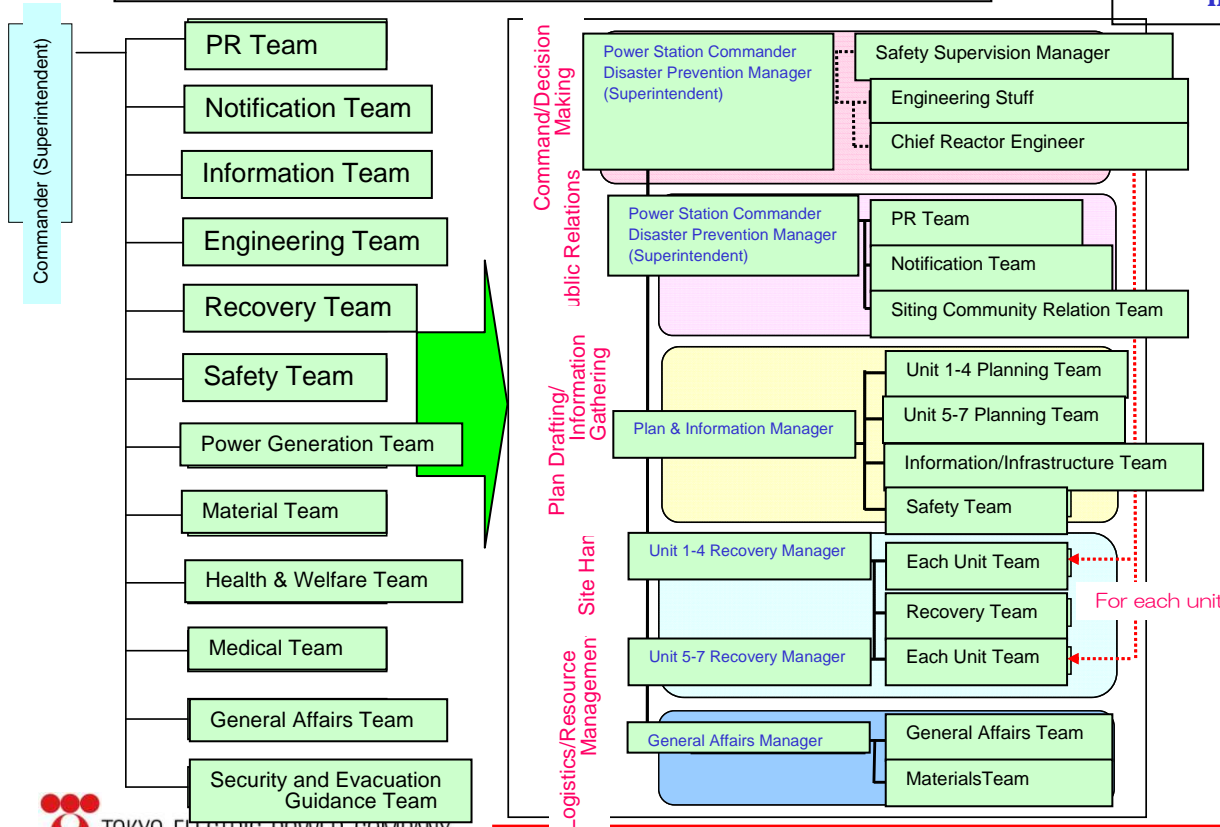 Commander (Superintendent)
PR Team
Notification Team
Information Team
Engineering Team
Recovery Team
Safety Team
Power Generation Team
Material Team
Health & Welfare Team
Medical Team
General Affairs Team
Security and Evacuation
Guidance Team
Command/Decision
Making
Power Station Commander
Disaster Prevention Manager
(Superintendent)
Safety Supervision Manager
Engineering Stuff
Chief Reactor Engineer
ublic Relations
Power Station Commander
Disaster Prevention Manager
(Superintendent)
PR Team
Notification Team
Siting Community Relation Team
Plan Drafting/
Information
Gathering
Plan & Information Manager
Unit 1-4 Planning Team
Unit 5-7 Planning Team
Information/Infrastructure Team
Safety Team
Site Han
Unit 1-4 Recovery Manager
Each Unit Team
Recovery Team
For each unit
Unit 5-7 Recovery Manager
Each Unit Team
Logistics/Resource
Managemen
General Affairs Manager
General Affairs Team
MaterialsTeam
TOKYO ELECTRIC POWER COMPANY